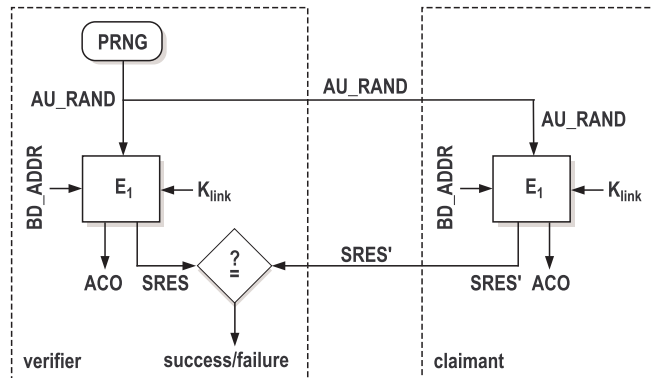 PRNG
AU_RAND
AU_RAND
AU_RAND
BD_ADDR
E1
Klink
BD_ADDR
E1
Klink
ACO
SRES
?
=
SRES'
SRES'
ACO
verifier
success/failure
claimant